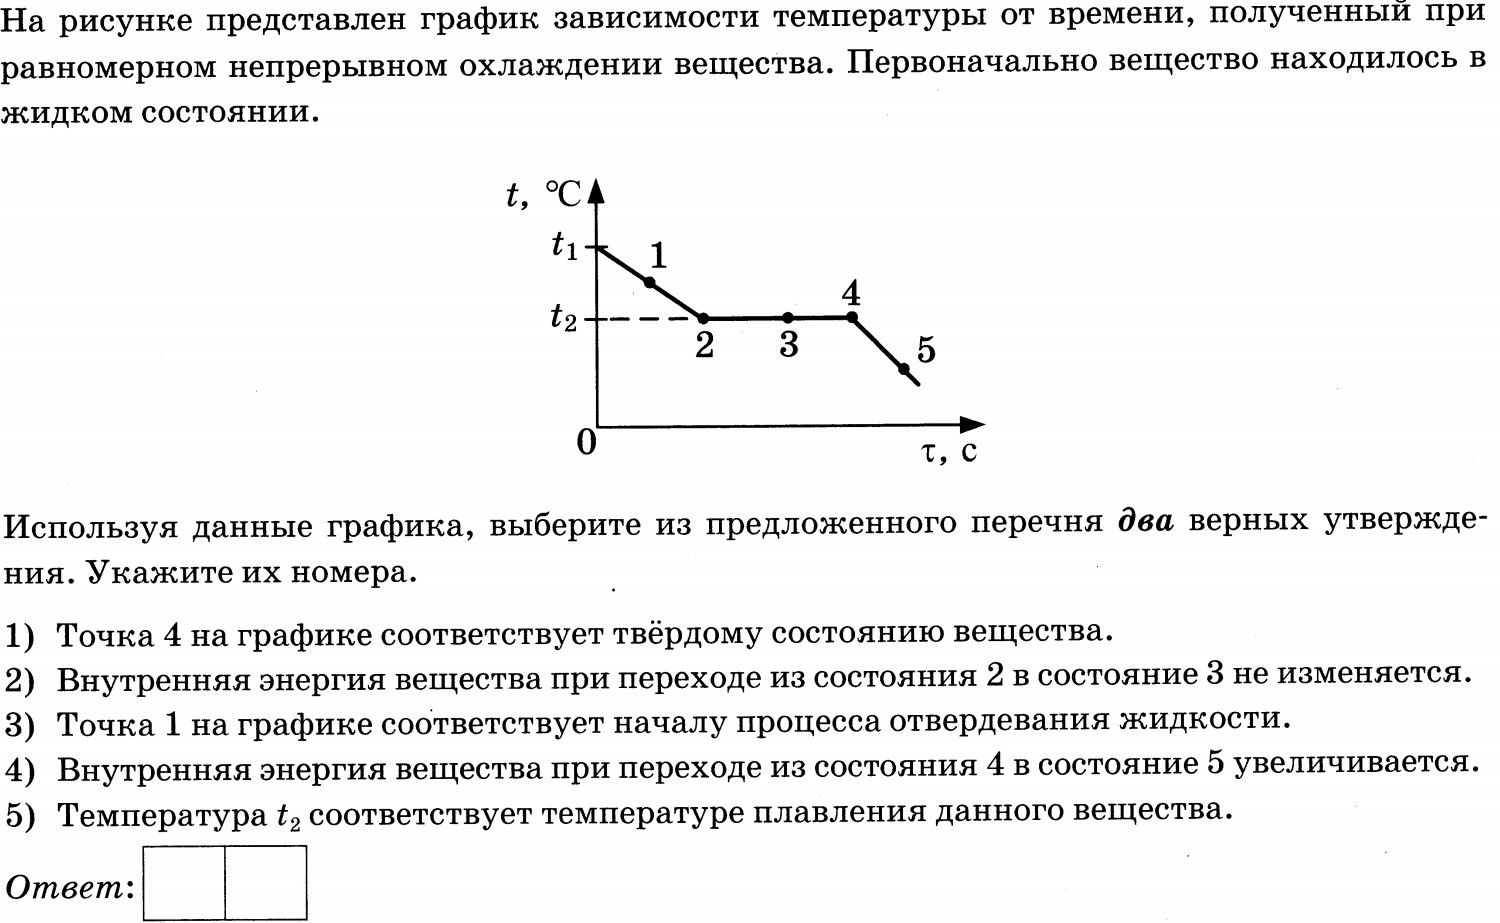 На рисунке представлен график зависимости температуры от времени, полученный при
равномерном непрерывном охлаждении вещества. Первоначально вещество находилось в
жидком состоянии.
t, °C
t1
1
4
t2
2
3
5
0
τ, с
Используя данные графика, выберите из предложенного перечня два верных утвержде-
ния. Укажите их номера.
1) Точка 4 на графике соответствует твёрдому состоянию вещества.
2) Внутренняя энергия вещества при переходе из состояния 2 в состояние 3 не изменяется.
3) Точка 1 на графике соответствует началу процесса отвердевания жидкости.
4) Внутренняя энергия вещества при переходе из состояния 4 в состояние 5 увеличивается.
5) Температура t2 соответствует температуре плавления данного вещества.
Ответ: